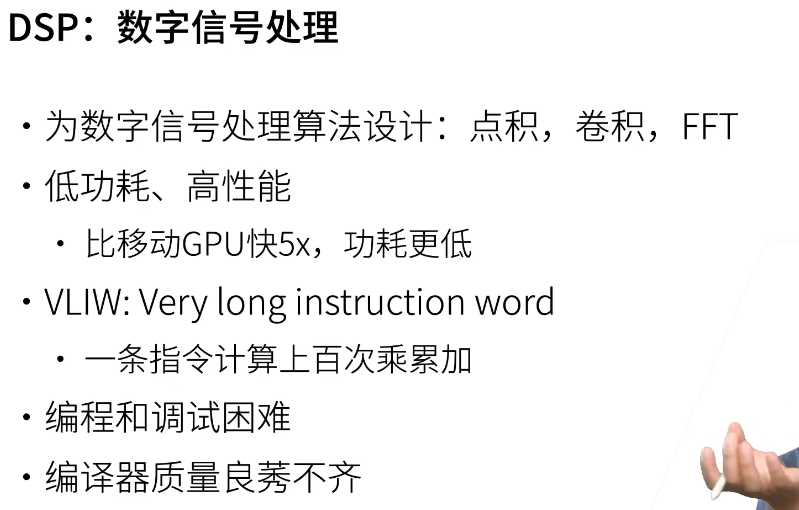 DSP：数字信号处理
• 为数字信号处理算法设计：点积，卷积，FFT
• 低功耗、高性能
• 比移动GPU快5x，功耗更低
• VLIW: Very long instruction word
• 一条指令计算上百次乘累加
• 编程和调试困难
• 编译器质量良莠不齐